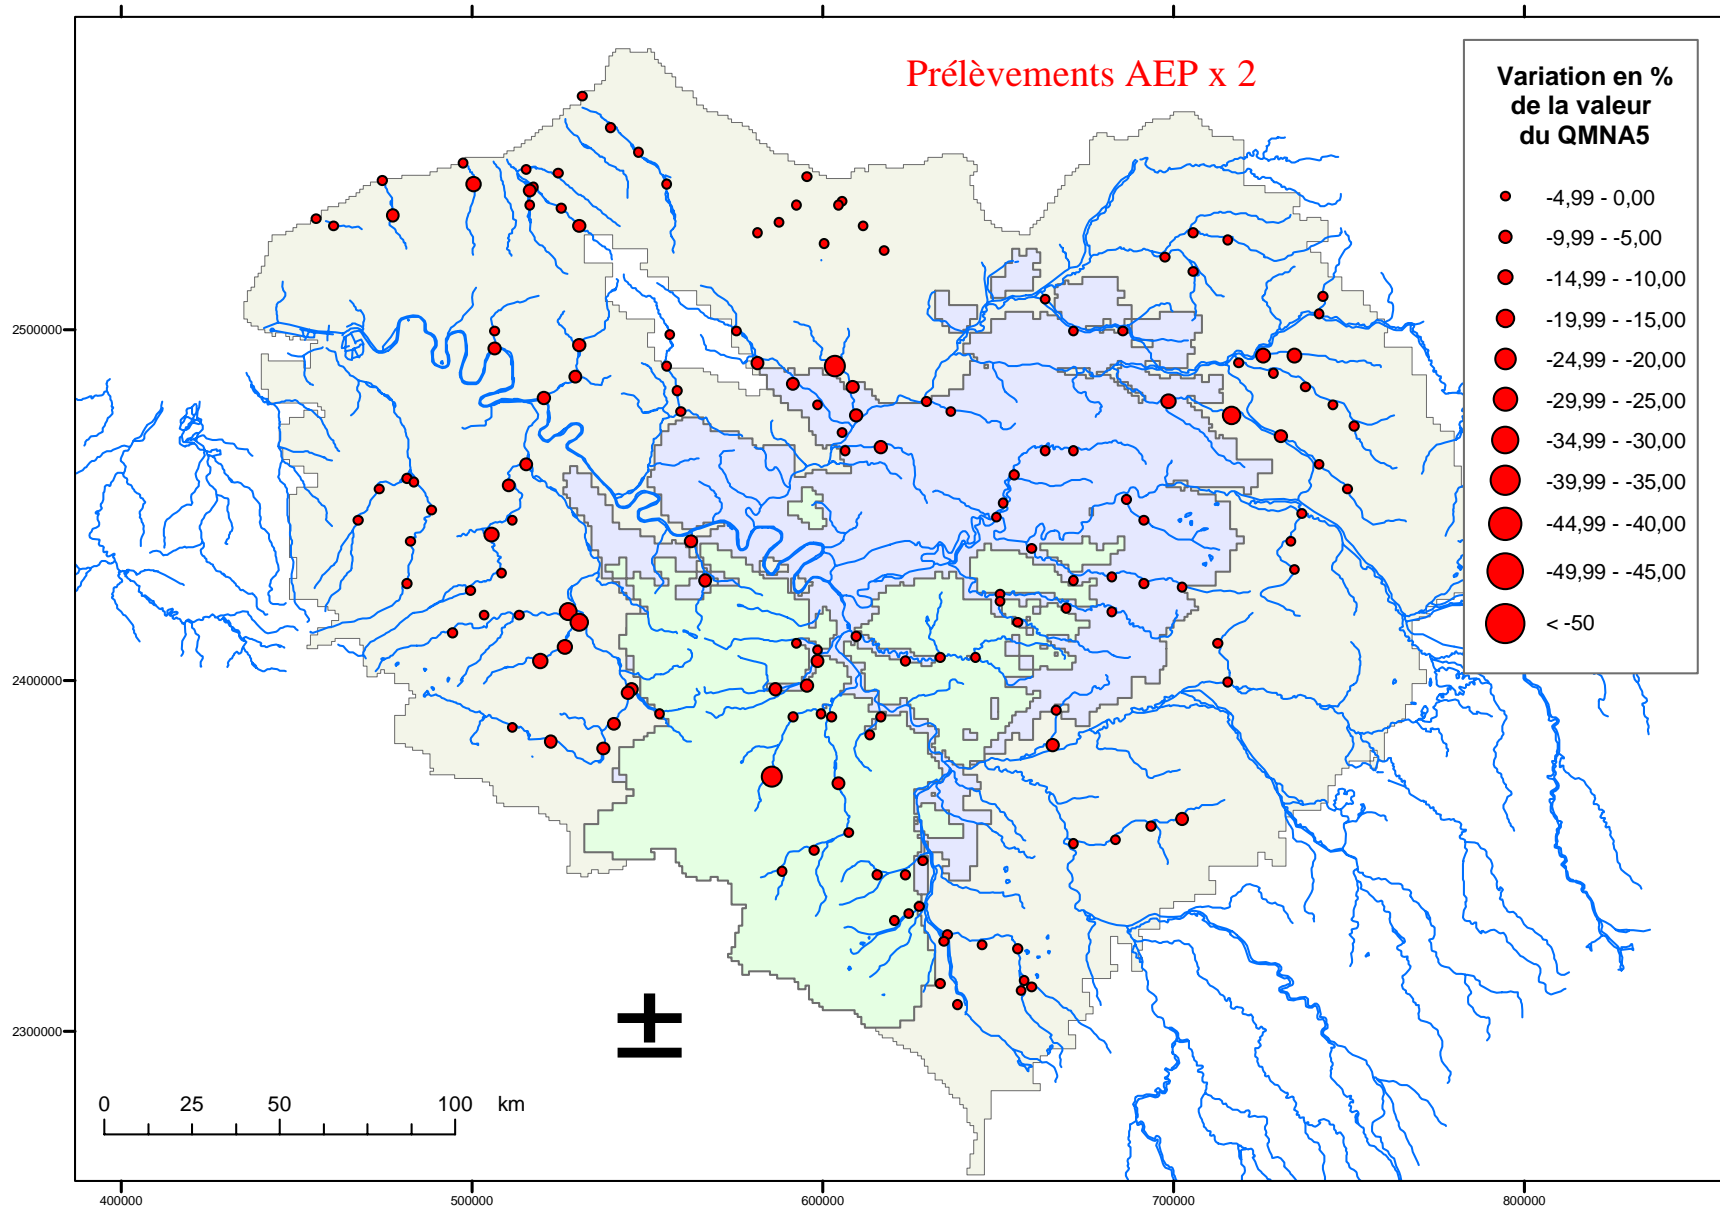 Prélèvements AEP x 2
Variation en %
de la valeur
du QMNA5
-4,99 - 0,00
-9,99 - -5,00
-14,99 - -10,00
-19,99 - -15,00
-24,99 - -20,00
-29,99 - -25,00
-34,99 - -30,00
-39,99 - -35,00
-44,99 - -40,00
-49,99 - -45,00
< -50
2500000
2400000
2300000
0 25 50 100 km
400000 500000 600000 700000 800000